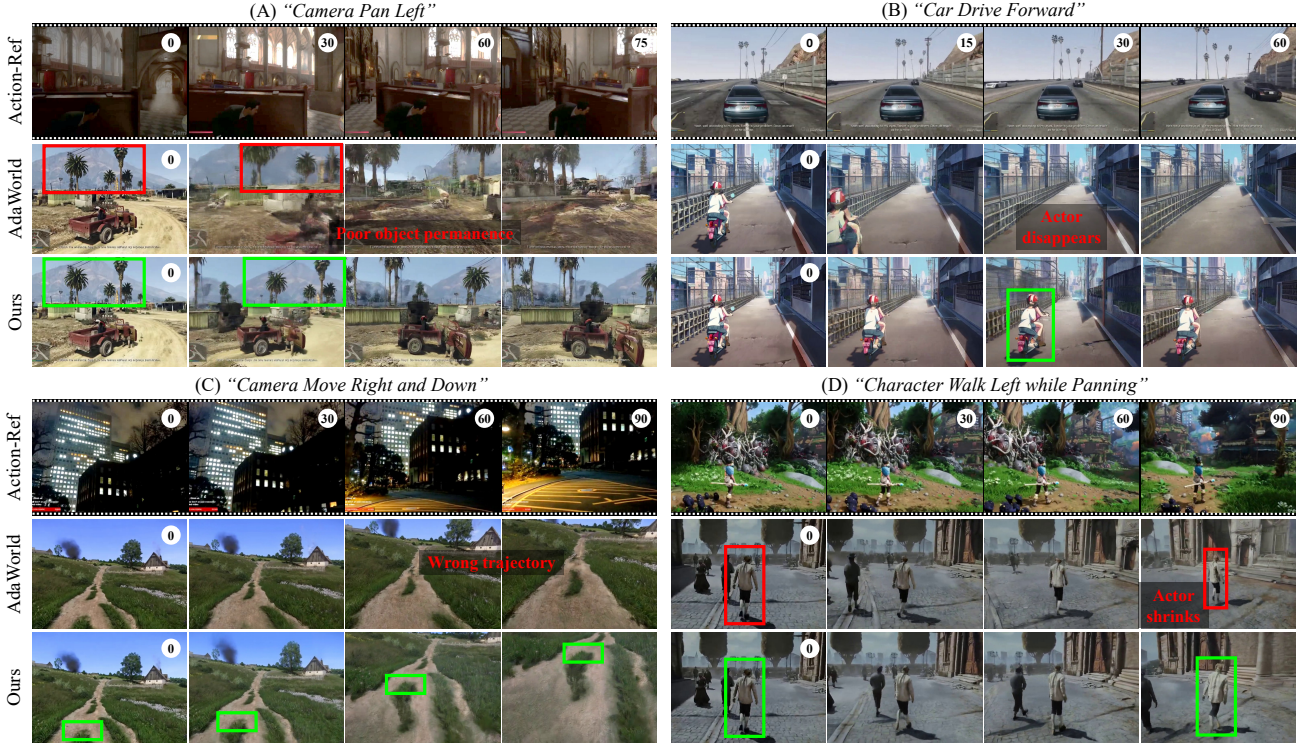 (A) “Camera Pan Left”
Action-Ref
0
30
60
75
AdaWorld
0
Poor object permanence
Ours
0
(B) “Car Drive Forward”
0
15
30
60
0
Actor
disappears
0
(C) “Camera Move Right and Down”
Action-Ref
0
30
60
90
AdaWorld
0
Wrong trajectory
Ours
0
(D) “Character Walk Left while Panning”
0
30
60
90
0
Actor
shrinks
0